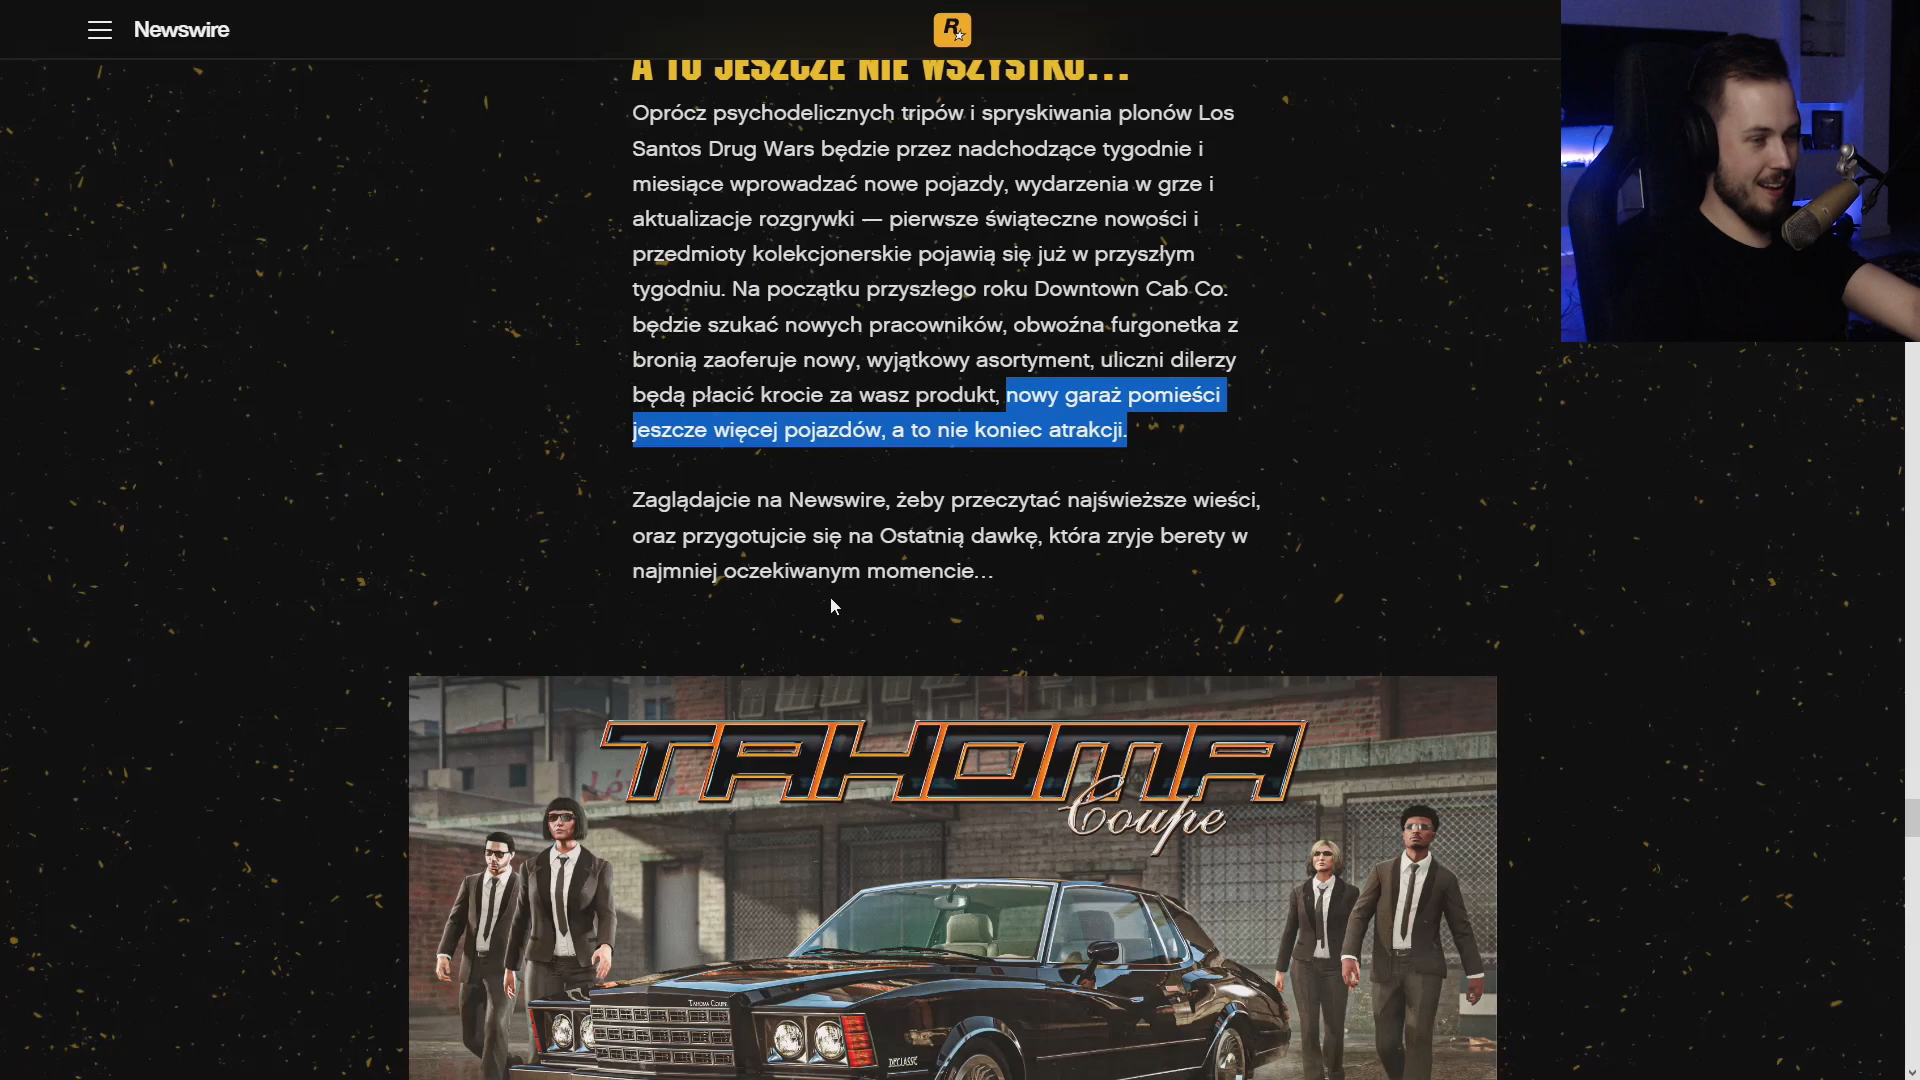 Newswire
R
A TO JESZCZE NIE WSZYSTKO...
Oprócz psychodelicznych tripów i spryskiwania plonów Los
Santos Drug Wars będzie przez nadchodzące tygodnie i
miesiące wprowadzać nowe pojazdy, wydarzenia w grze i
aktualizacje rozgrywki — pierwsze świąteczne nowości i
przedmioty kolekcjonerskie pojawią się już w przyszłym
tygodniu. Na początku przyszłego roku Downtown Cab Co.
będzie szukać nowych pracowników, obwoźna furgonetka z
bronią zaoferuje nowy, wyjątkowy asortyment, uliczni dilerzy
będą płacić krocie za wasz produkt, nowy garaż pomieści
jeszcze więcej pojazdów, a to nie koniec atrakcji.
Zaglądajcie na Newswire, żeby przeczytać najświeższe wieści,
oraz przygotujcie się na Ostatnią dawkę, która zryje berety w
najmniej oczekiwanym momencie…
TAHOMA
Coupe
TAHOMA COUPE
DECLASSE